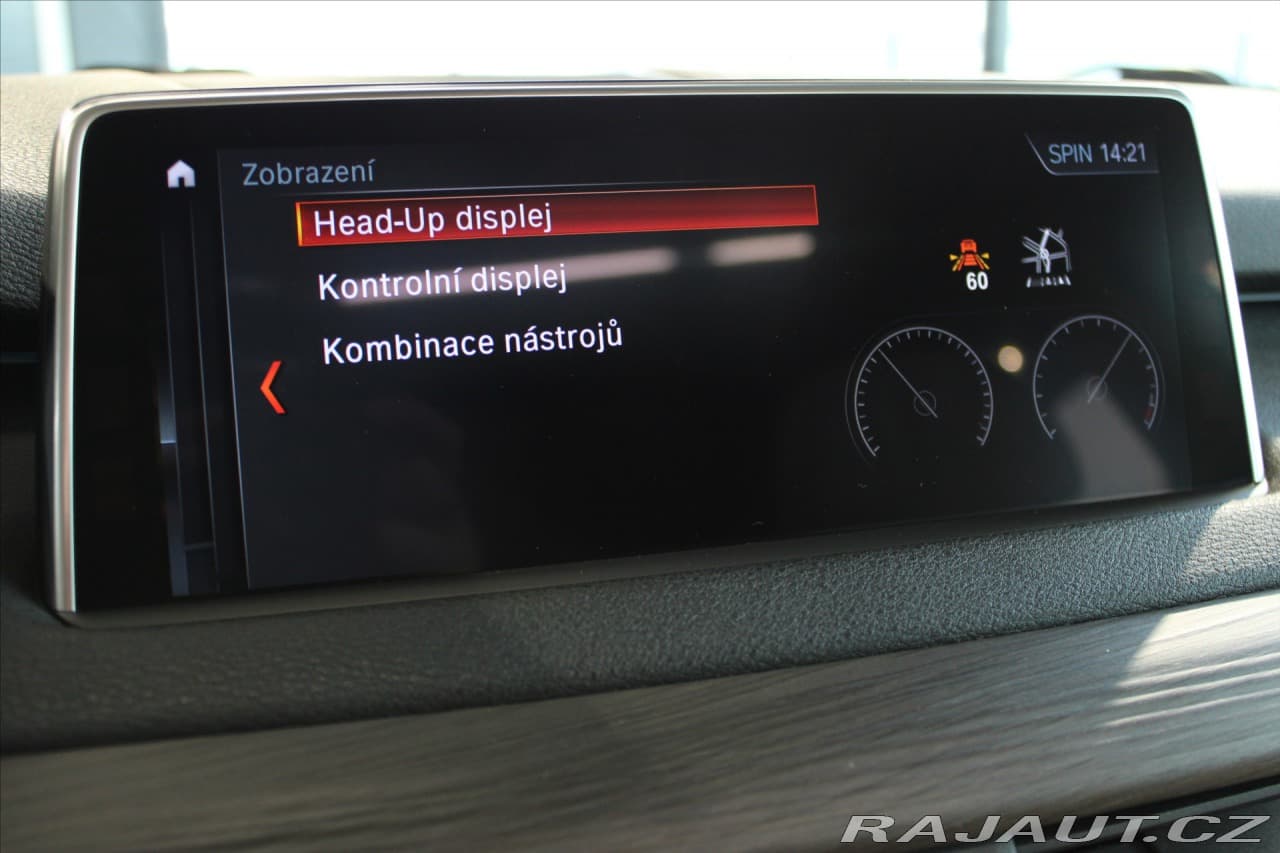 Zobrazení
SPIN 14:21
Head-Up displej
Kontrolní displej
60
Kombinace nástrojů
RAJAUT.CZ